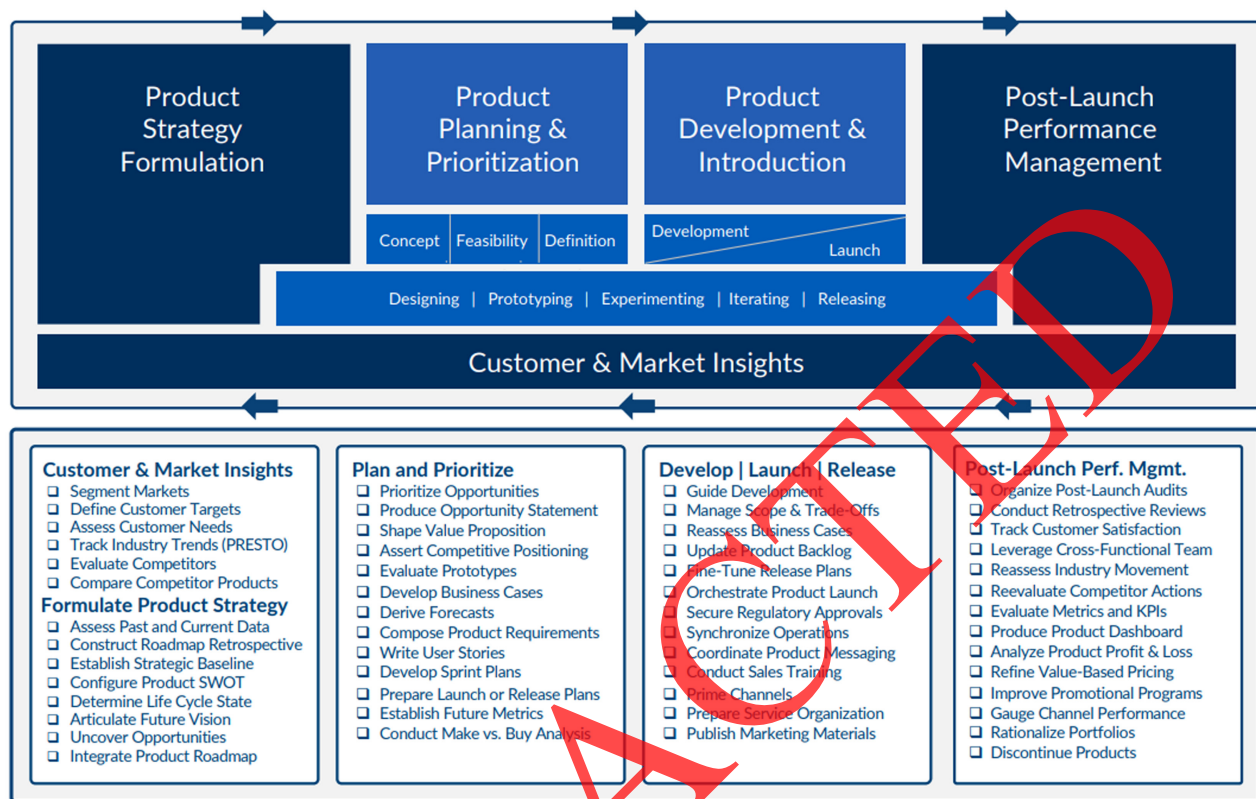 Product
Strategy
Formulation
Product
Planning &
Prioritization
Product
Development &
Introduction
Post-Launch
Performance
Management
Concept
Feasibility
Definition
Development
Launch
Designing | Prototyping | Experimenting | Iterating | Releasing
Customer & Market Insights
Customer & Market Insights
Segment Markets
Define Customer Targets
Assess Customer Needs
Track Industry Trends (PRESTO)
Evaluate Competitors
Compare Competitor Products
Formulate Product Strategy
Assess Past and Current Data
Construct Roadmap Retrospective
Establish Strategic Baseline
Configure Product SWOT
Determine Life Cycle State
Articulate Future Vision
Uncover Opportunities
Integrate Product Roadmap
Plan and Prioritize
Prioritize Opportunities
Produce Opportunity Statement
Shape Value Proposition
Assert Competitive Positioning
Evaluate Prototypes
Develop Business Cases
Derive Forecasts
Compose Product Requirements
Write User Stories
Develop Sprint Plans
Prepare Launch or Release Plans
Establish Future Metrics
Conduct Make vs. Buy Analysis
Develop | Launch | Release
Guide Development
Manage Scope & Trade-Offs
Reassess Business Cases
Update Product Backlog
Fine-Tune Release Plans
Orchestrate Product Launch
Secure Regulatory Approvals
Synchronize Operations
Coordinate Product Messaging
Conduct Sales Training
Prime Channels
Prepare Service Organization
Publish Marketing Materials
Post-Launch Perf. Mgmt.
Organize Post-Launch Audits
Conduct Retrospective Reviews
Track Customer Satisfaction
Leverage Cross-Functional Team
Reassess Industry Movement
Reevaluate Competitor Actions
Evaluate Metrics and KPIs
Produce Product Dashboard
Analyze Product Profit & Loss
Refine Value-Based Pricing
Improve Promotional Programs
Gauge Channel Performance
Rationalize Portfolios
Discontinue Products
ACTED